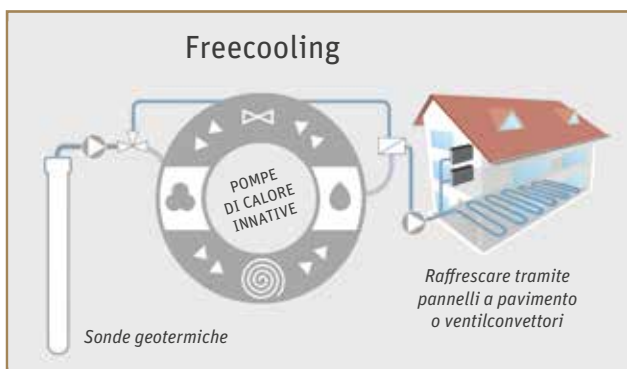 Freecooling
POMPE
DI CALORE
INNATIVE
Raffrescare tramite
pannelli a pavimento
o ventilconvettori
Sonde geotermiche